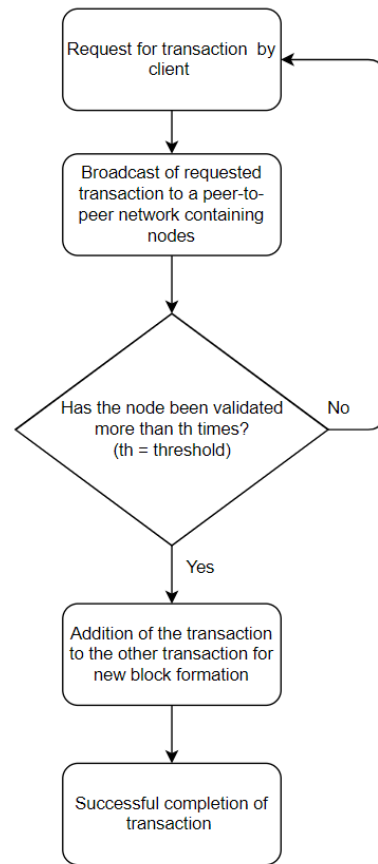 Request for transaction by
client
Broadcast of requested
transaction to a peer-to-
peer network containing
nodes
Has the node been validated
more than th times?
(th = threshold)
No
Yes
Addition of the transaction
to the other transaction for
new block formation
Successful completion of
transaction